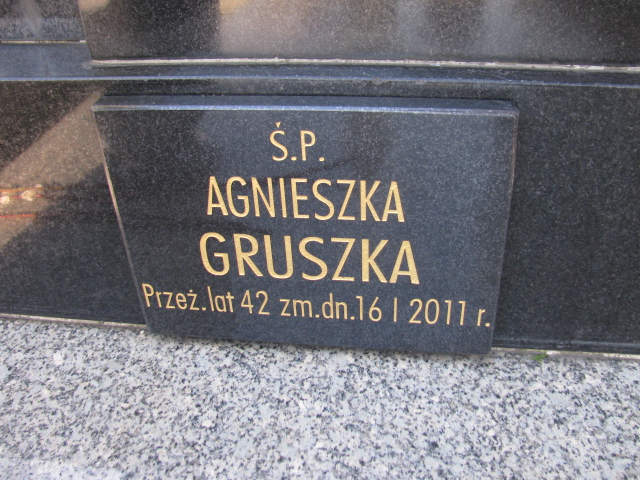 Ś.P.
AGNIESZKA
GRUSZKA
Przeż.lat 42 zm.dn.16 I 2011 r.